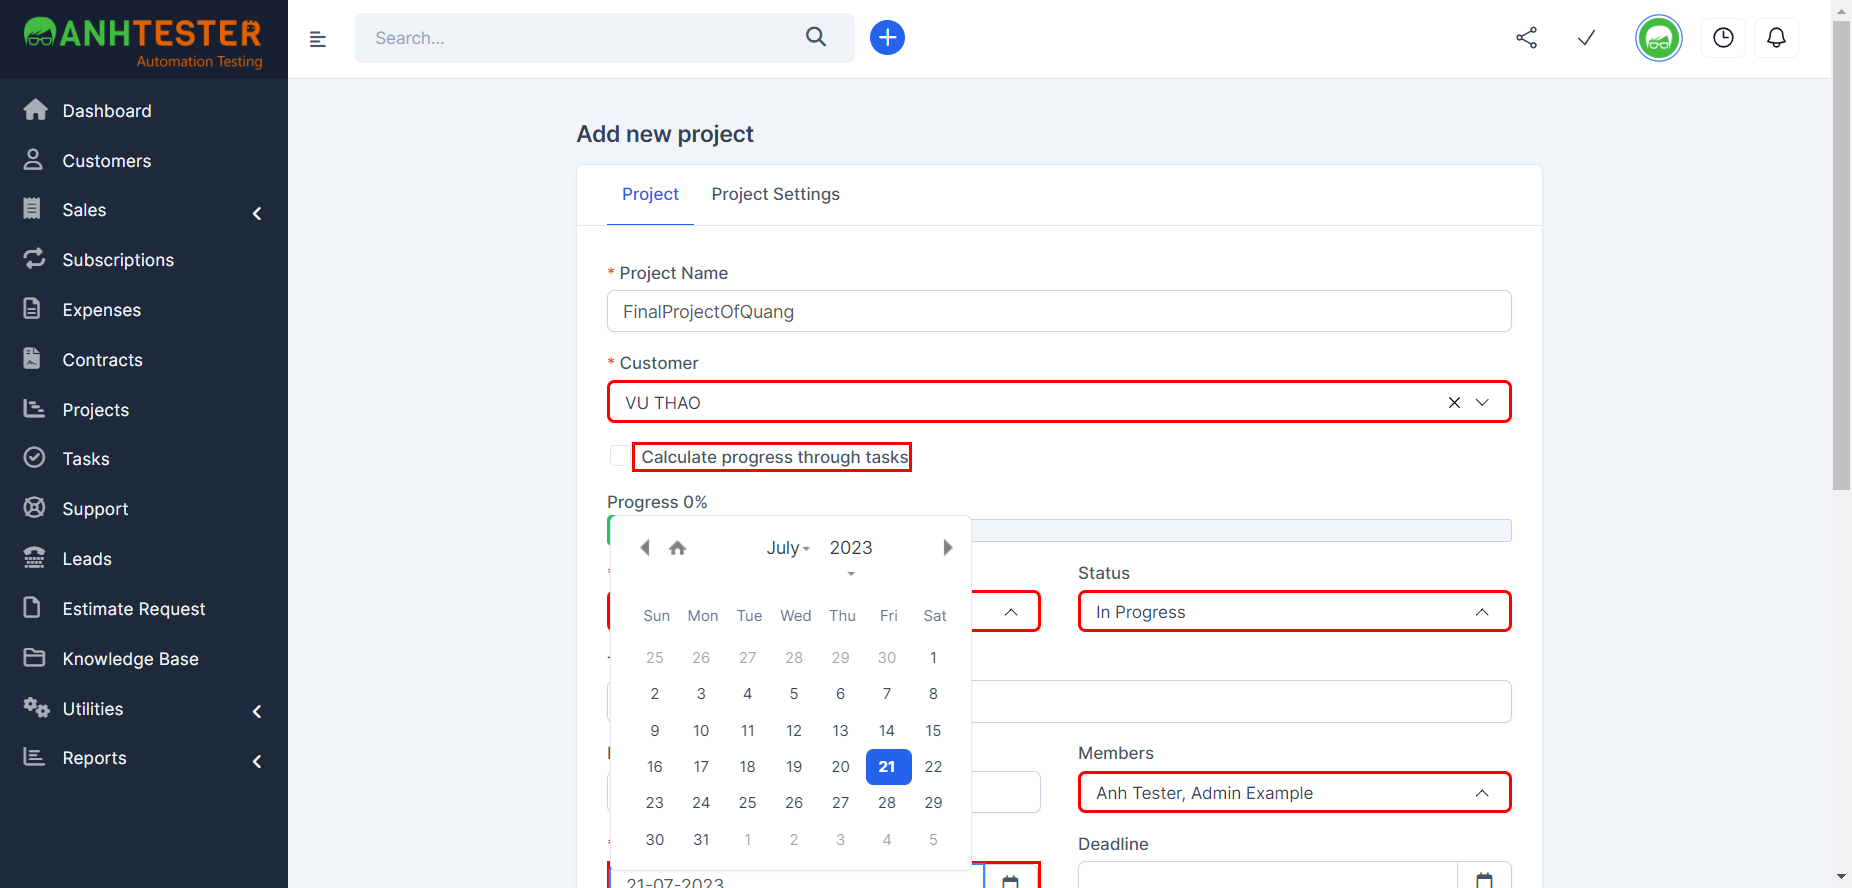 ANHTESTER
Automation Testing
Search...
Dashboard
Customers
Sales
Subscriptions
Expenses
Contracts
Projects
Tasks
Support
Leads
Estimate Request
Knowledge Base
Utilities
Reports
Add new project
Project Project Settings
* Project Name
FinalProjectOfQuang
* Customer
VU THAO
Calculate progress through tasks
Progress 0%
July 2023
Sun Mon Tue Wed Thu Fri Sat
25 26 27 28 29 30 1
2 3 4 5 6 7 8
9 10 11 12 13 14 15
16 17 18 19 20 21 22
23 24 25 26 27 28 29
30 31 1 2 3 4 5
Status
In Progress
Members
Anh Tester, Admin Example
21-07-2023
Deadline